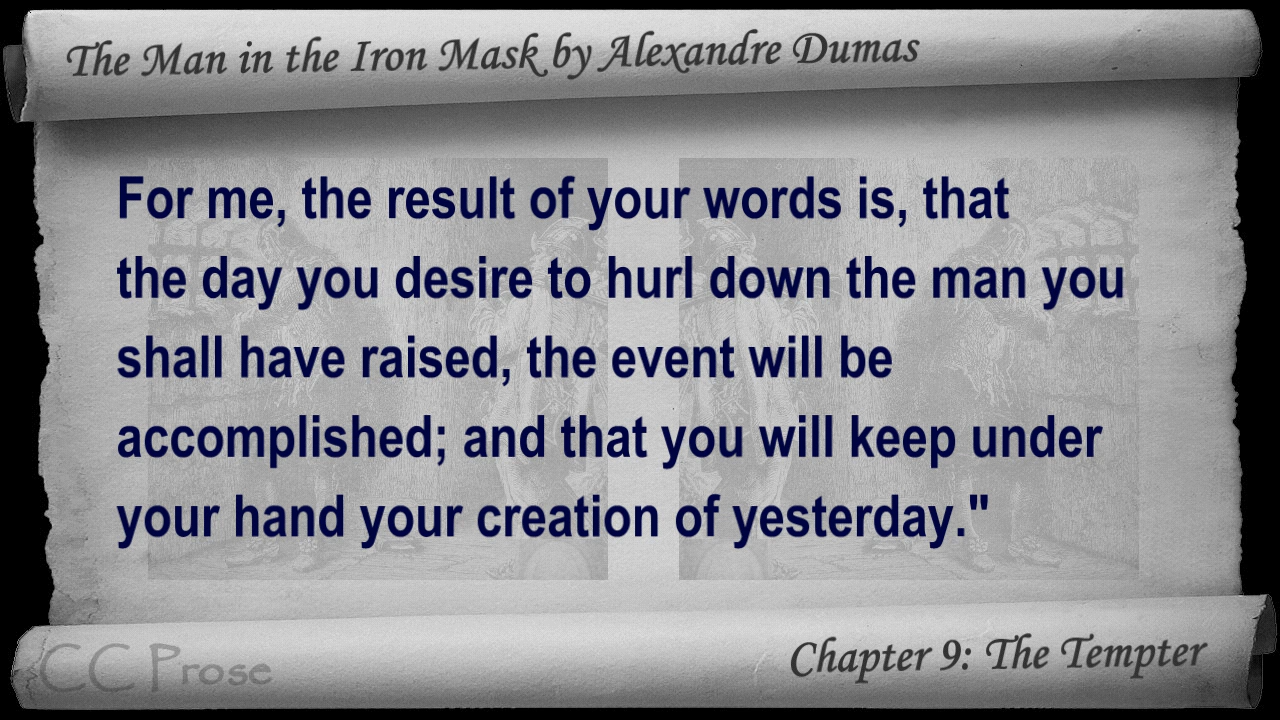 The Man in the Iron Mask by Alexandre Dumas
For me, the result of your words is, that
the day you desire to hurl down the man you
shall have raised, the event will be
accomplished; and that you will keep under
your hand your creation of yesterday."
CC Prose
Chapter 9: The Tempter